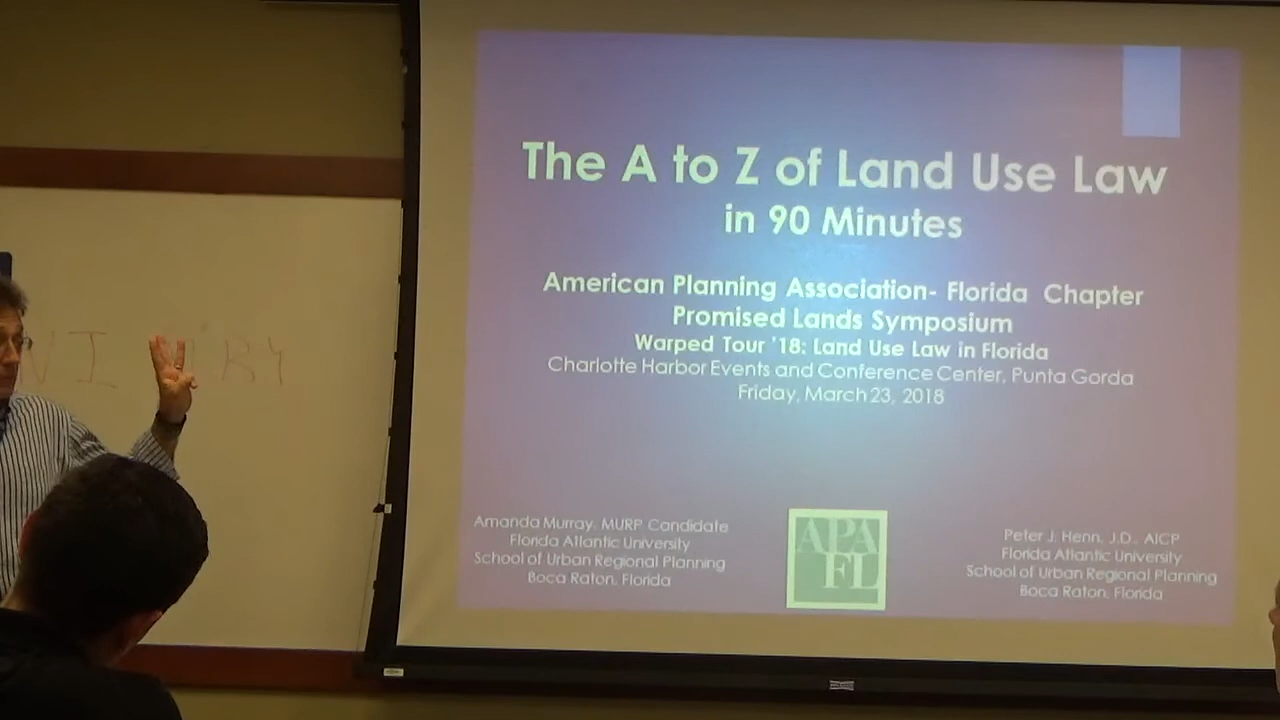 The A to Z of Land Use Law
in 90 Minutes
American Planning Association- Florida Chapter
Promised Lands Symposium
Warped Tour '18: Land Use Law in Florida
Charlotte Harbor Events and Conference Center, Punta Gorda
Friday, March 23, 2018
Amanda Murray, MURP Candidate
Florida Atlantic University
School of Urban Regional Planning
Boca Raton, Florida
APA
FL
Peter J. Henn, J.D., AICP
Florida Atlantic University
School of Urban Regional Planning
Boca Raton, Florida